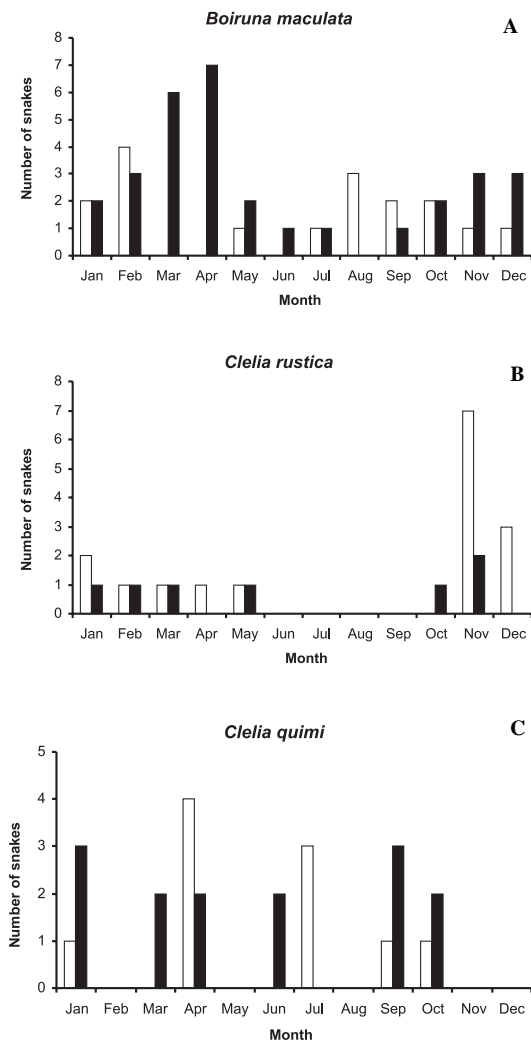 Boiruna maculata
A
8
7
6
5
4
3
2
1
0
Number of snakes
Jan Feb Mar Apr May Jun Jul Aug Sep Oct Nov Dec
Month
Clelia rustica
B
8
7
6
5
4
3
2
1
0
Number of snakes
Jan Feb Mar Apr May Jun Jul Aug Sep Oct Nov Dec
Month
Clelia quimi
C
5
4
3
2
1
0
Number of snakes
Jan Feb Mar Apr May Jun Jul Aug Sep Oct Nov Dec
Month